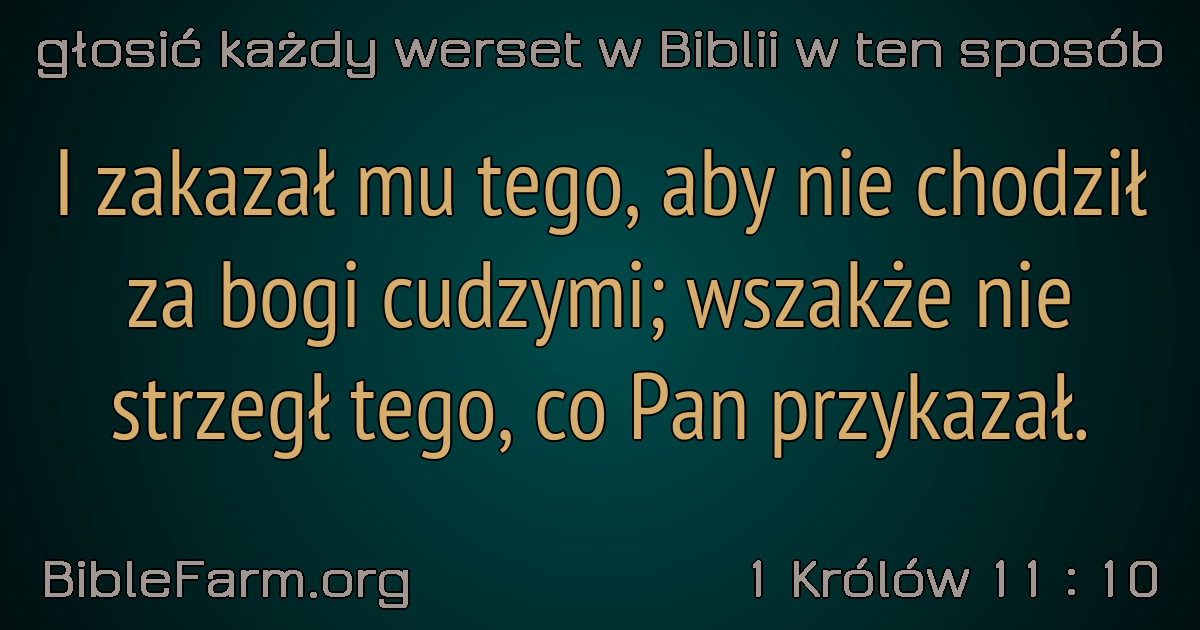 głosić każdy werset w Biblii w ten sposób
I zakazał mu tego, aby nie chodził
za bogi cudzymi; wszakże nie
strzegł tego, co Pan przykazał.
BibleFarm.org
1 Królów 11 : 10